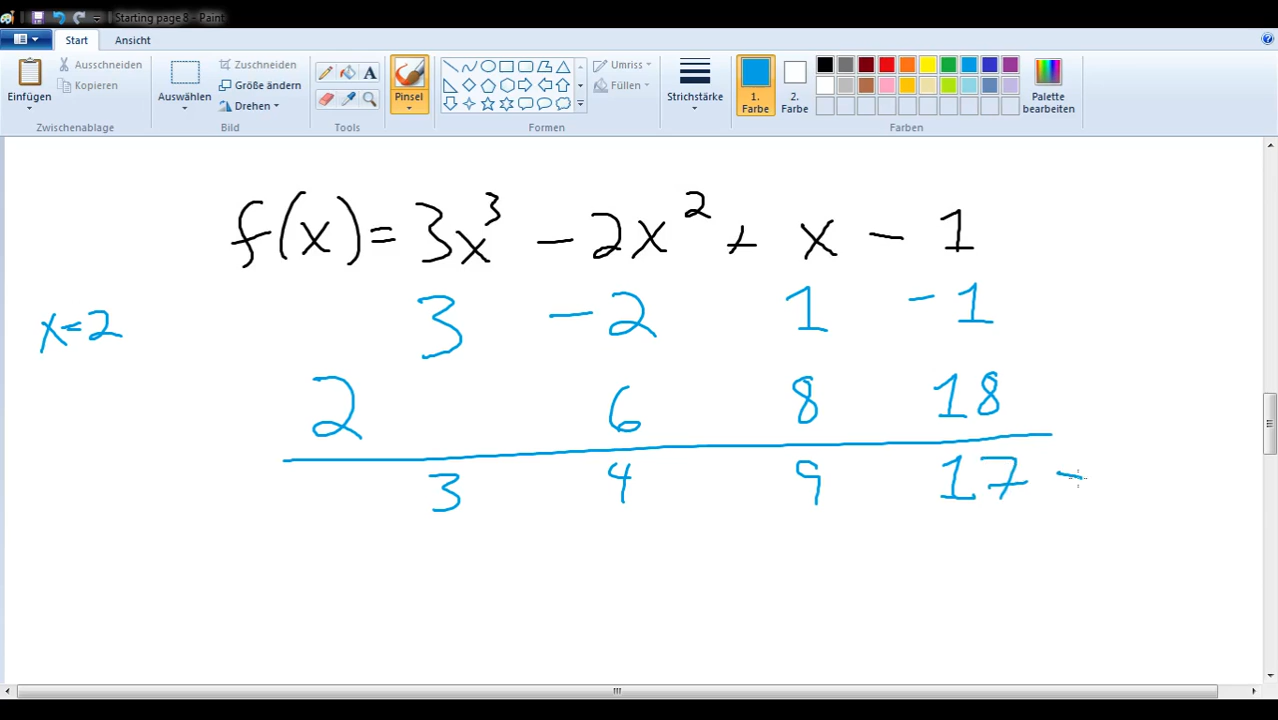 Starting page 8 - Paint
Start Ansicht
Einfügen
Ausschneiden
Kopieren
Zwischenablage
Auswählen
Zuschneiden
Größe ändern
Drehen
Bild
A
Pinsel
Tools
Umriss
Füllen
Formen
Strichstärke
1. Farbe
2. Farbe
Palette bearbeiten
Farben
f(x) = 3x³ - 2x² + x - 1
3 -2 1 -1
x=2
2 6 8 18
3 4 9 17 -